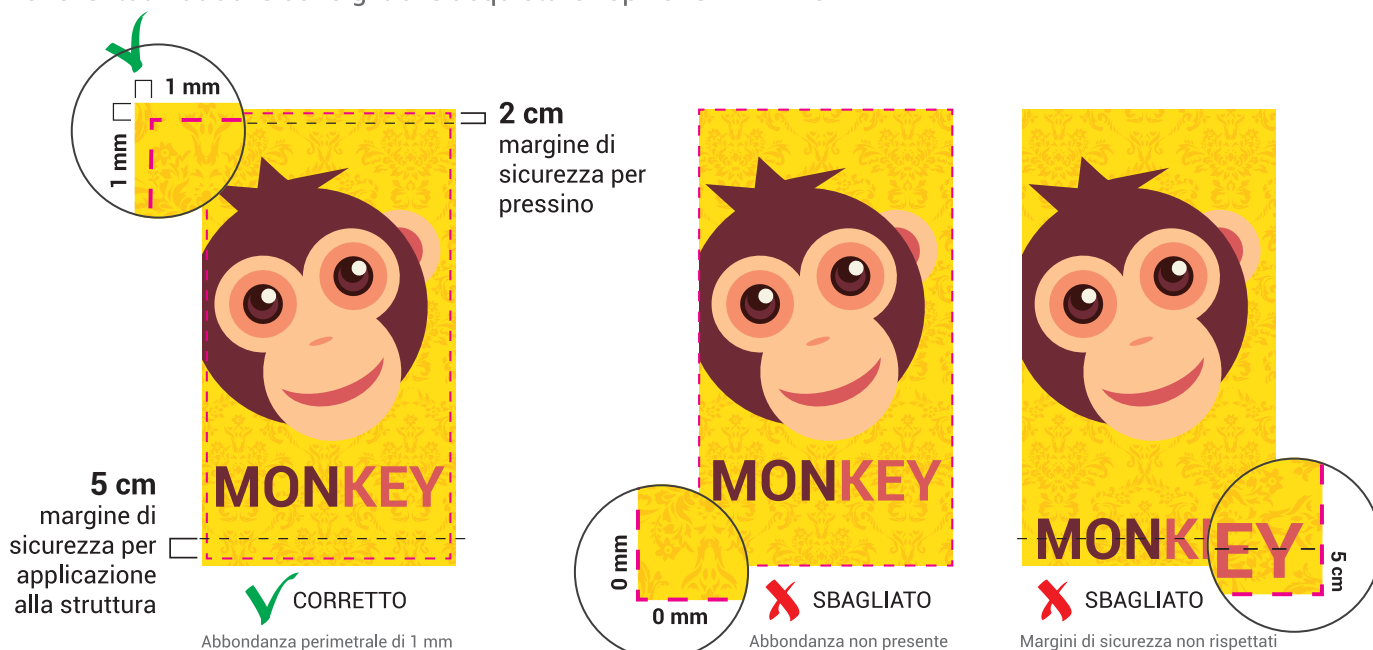 1 mm
1 mm
2 cm
margine di
sicurezza per
pressino
MONKEY
5 cm
margine di
sicurezza per
applicazione
alla struttura
CORRETTO
Abbondanza perimetrale di 1 mm
MONKEY
0 mm
0 mm
SBAGLIATO
Abbondanza non presente
MONK
EY
5 cm
SBAGLIATO
Margini di sicurezza non rispettati